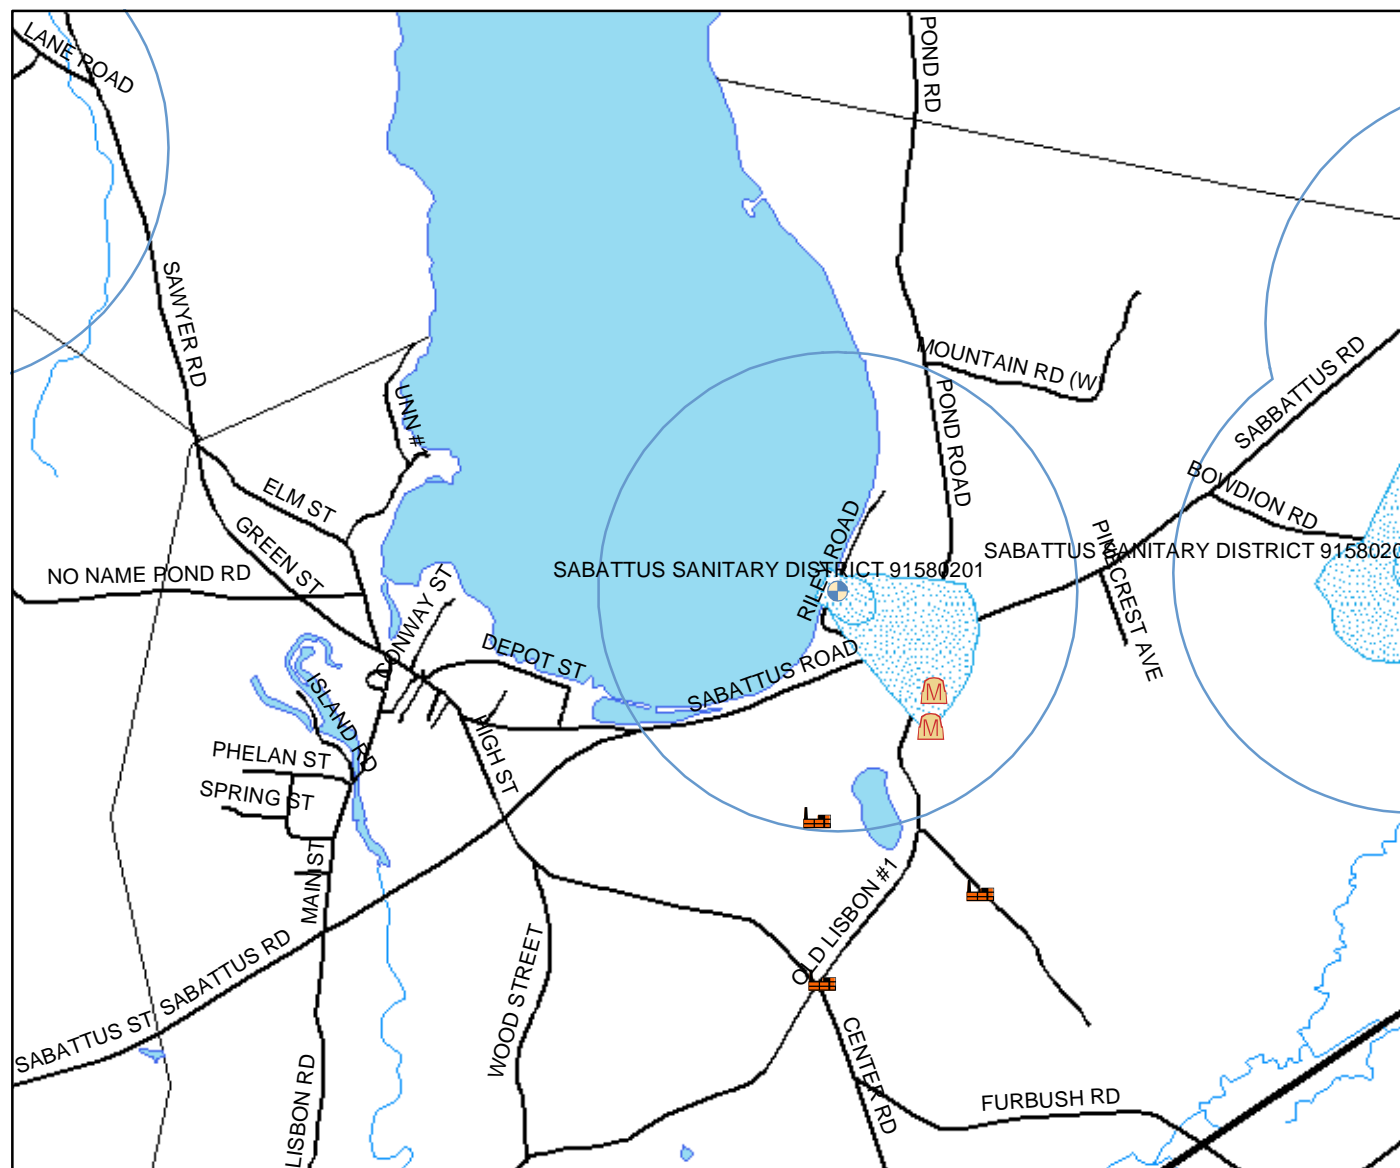 LANE ROAD
POND RD
SAWYER RD
MOUNTAIN RD (W)
SABBATTUS RD
UNN #1
POND ROAD
ELM ST
BOWDION RD
GREEN ST
RILEY ROAD
PINECREST AVE
SABATTUS SANITARY DISTRICT 91580201
SABATTUS SANITARY DISTRICT 9158020
NO NAME POND RD
CONWAY ST
DEPOT ST
SABATTUS ROAD
ISLAND RD
M
M
HIGH ST
PHELAN ST
SPRING ST
MAIN ST
OLD LISBON #1
SABATTUS RD
WOOD STREET
SABATTUS ST
CENTER RD
LISBON RD
FURBUSH RD